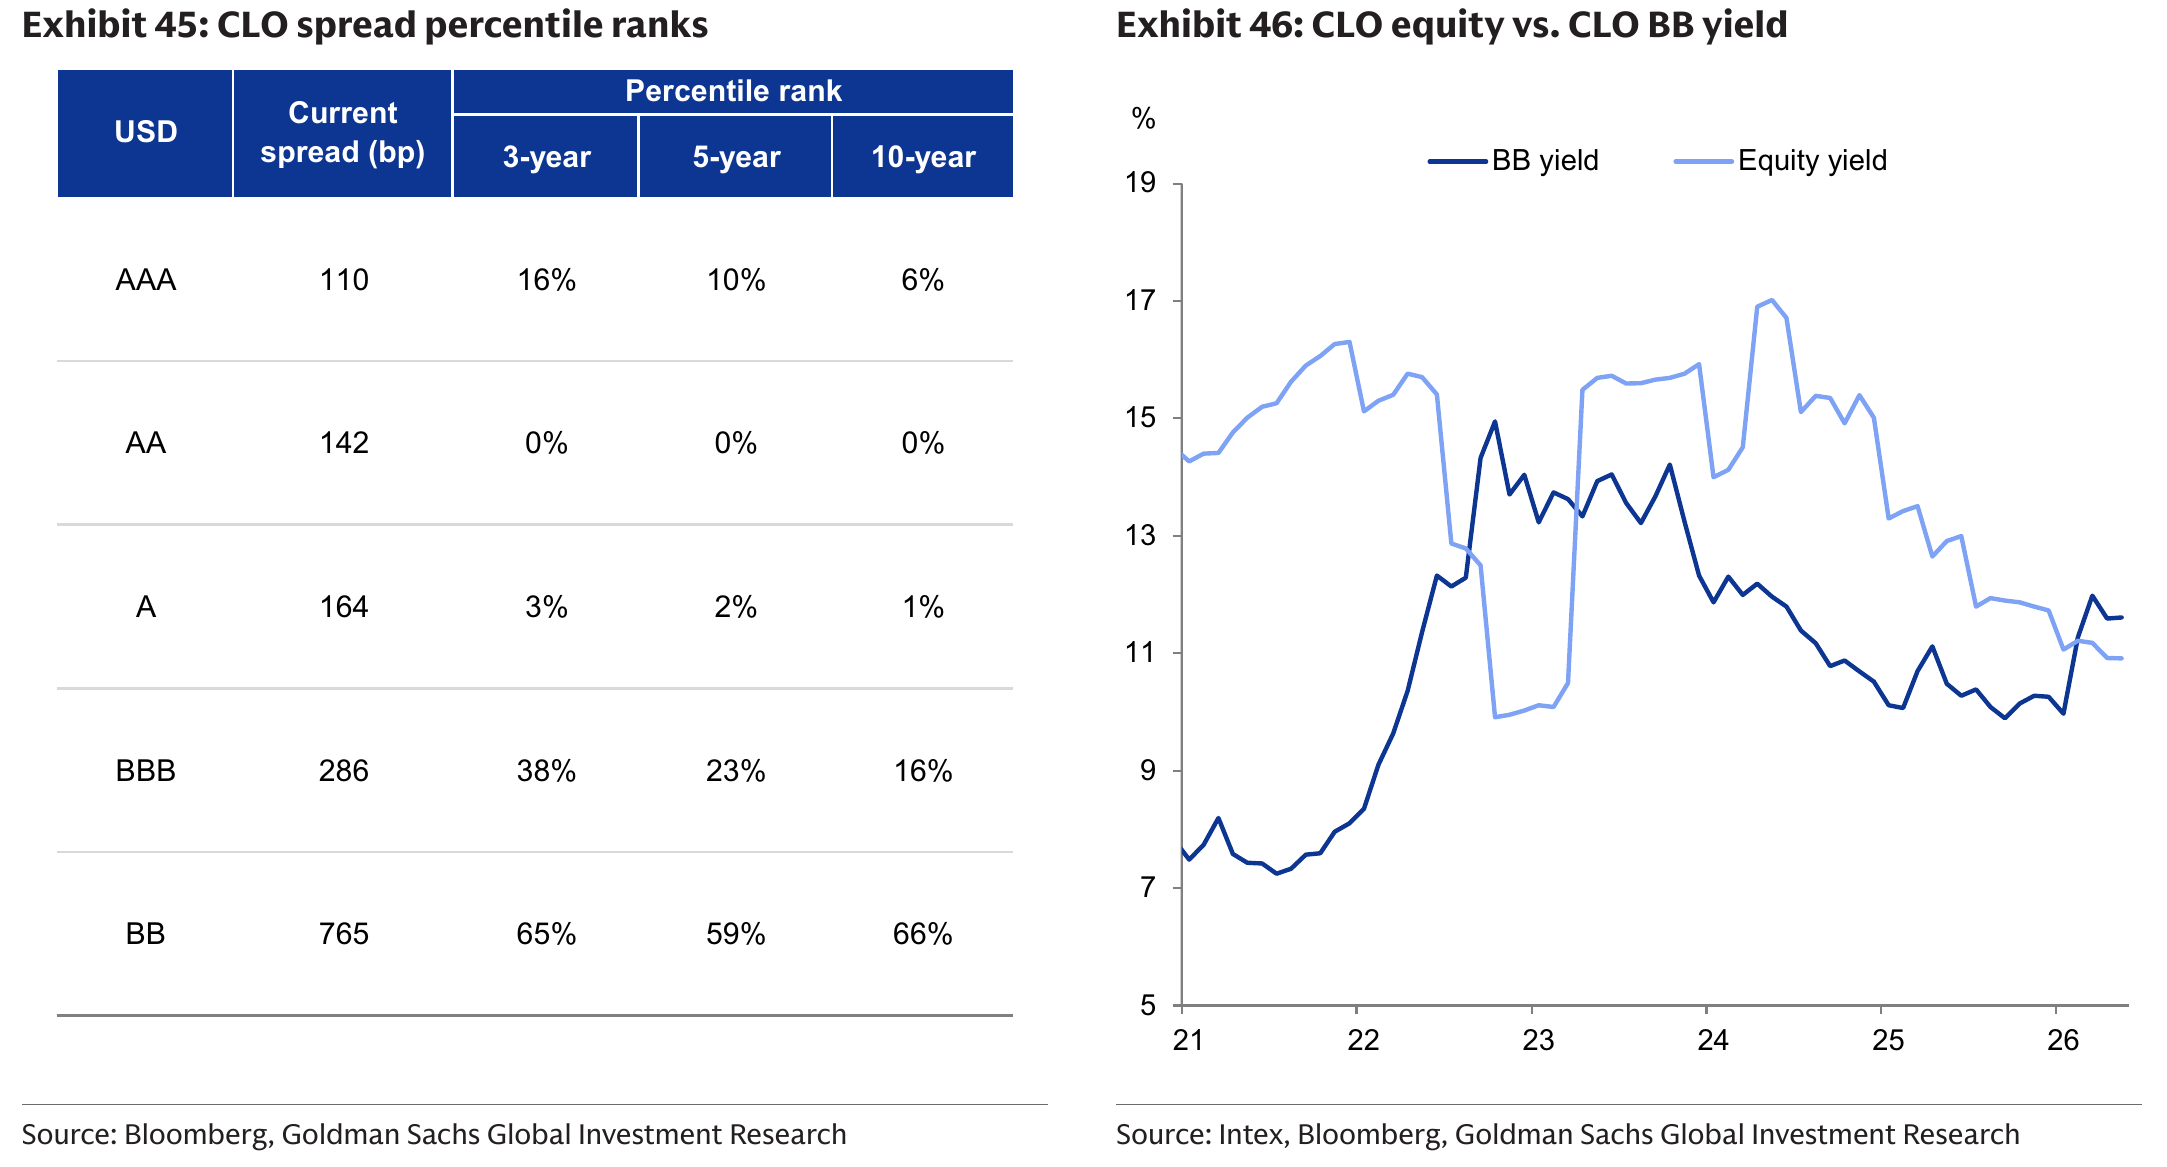 Exhibit 45: CLO spread percentile ranks
USD
Current spread (bp)
Percentile rank
3-year 5-year 10-year
AAA 110 16% 10% 6%
AA 142 0% 0% 0%
A 164 3% 2% 1%
BBB 286 38% 23% 16%
BB 765 65% 59% 66%
Source: Bloomberg, Goldman Sachs Global Investment Research
Exhibit 46: CLO equity vs. CLO BB yield
%
BB yield Equity yield
19
17
15
13
11
9
7
5
21 22 23 24 25 26
Source: Intex, Bloomberg, Goldman Sachs Global Investment Research